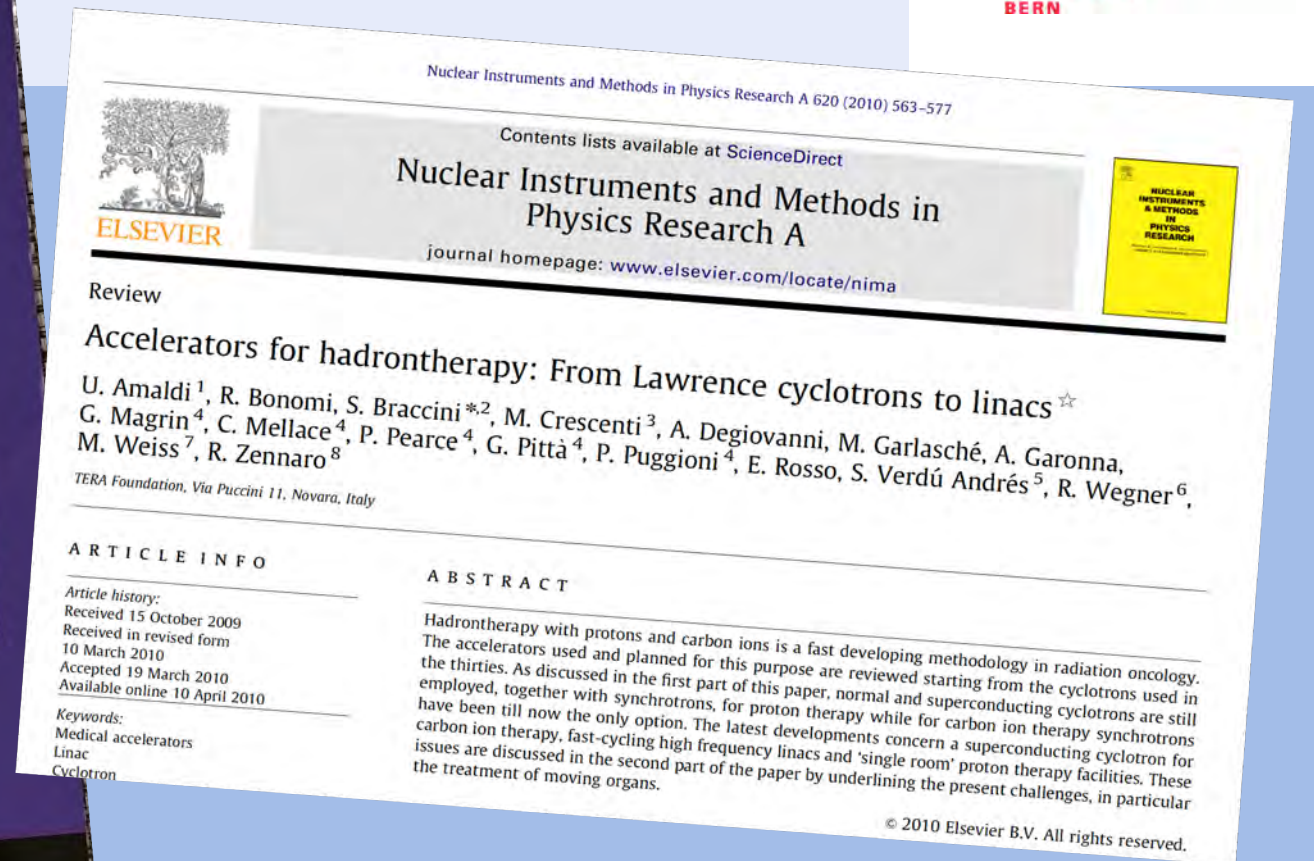 BERN
Nuclear Instruments and Methods in Physics Research A 620 (2010) 563–577
Contents lists available at ScienceDirect
Nuclear Instruments and Methods in
Physics Research A
journal homepage: www.elsevier.com/locate/nima
ELSEVIER
NUCLEAR
INSTRUMENTS
& METHODS
IN
PHYSICS
RESEARCH
Review
Accelerators for hadrontherapy: From Lawrence cyclotrons to linacs ☆
U. Amaldi 1, R. Bonomi, S. Braccini *,2, M. Crescenti 3, A. Degiovanni, M. Garlasché, A. Garonna,
G. Magrin 4, C. Mellace 4, P. Pearce 4, G. Pittà 4, P. Puggioni 4, E. Rosso, S. Verdú Andrés 5, R. Wegner 6,
M. Weiss 7, R. Zennaro 8
TERA Foundation, Via Puccini 11, Novara, Italy
ARTICLE INFO
Article history:
Received 15 October 2009
Received in revised form
10 March 2010
Accepted 19 March 2010
Available online 10 April 2010
Keywords:
Medical accelerators
Linac
Cyclotron
ABSTRACT
Hadrontherapy with protons and carbon ions is a fast developing methodology in radiation oncology.
The accelerators used and planned for this purpose are reviewed starting from the cyclotrons used in
the thirties. As discussed in the first part of this paper, normal and superconducting cyclotrons are still
employed, together with synchrotrons, for proton therapy while for carbon ion therapy synchrotrons
have been till now the only option. The latest developments concern a superconducting cyclotron for
carbon ion therapy, fast-cycling high frequency linacs and 'single room' proton therapy facilities. These
issues are discussed in the second part of the paper by underlining the present challenges, in particular
the treatment of moving organs.
© 2010 Elsevier B.V. All rights reserved.